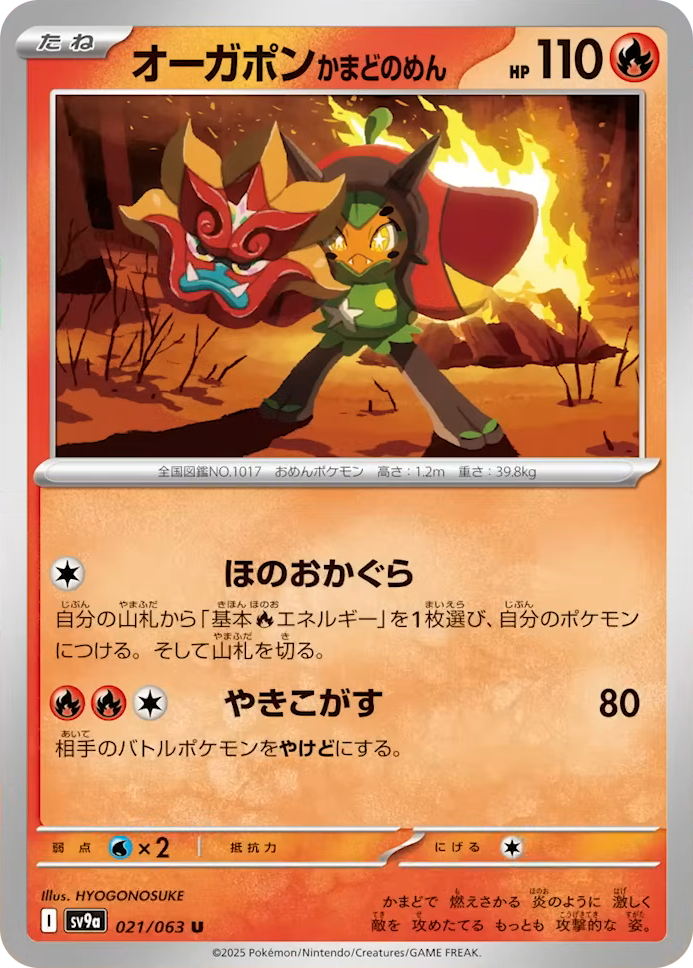 たね
オーガポン かまどのめん HP 110
全国図鑑NO.1017 おめんポケモン 高さ：1.2m 重さ：39.8kg
ほのおかぐら
自分の山札から「基本エネルギー」を1枚選び、自分のポケモン
につける。そして山札を切る。
やきこがす 80
相手のバトルポケモンをやけどにする。
弱点 ×2 抵抗力 にげる
Illus. HYOGONOSUKE
I sv9a 021/063 U
かまどで 燃えさかる 炎のように 激しく
敵を 攻めたてる もっとも 攻撃的な 姿。
©2025 Pokémon/Nintendo/Creatures/GAME FREAK.